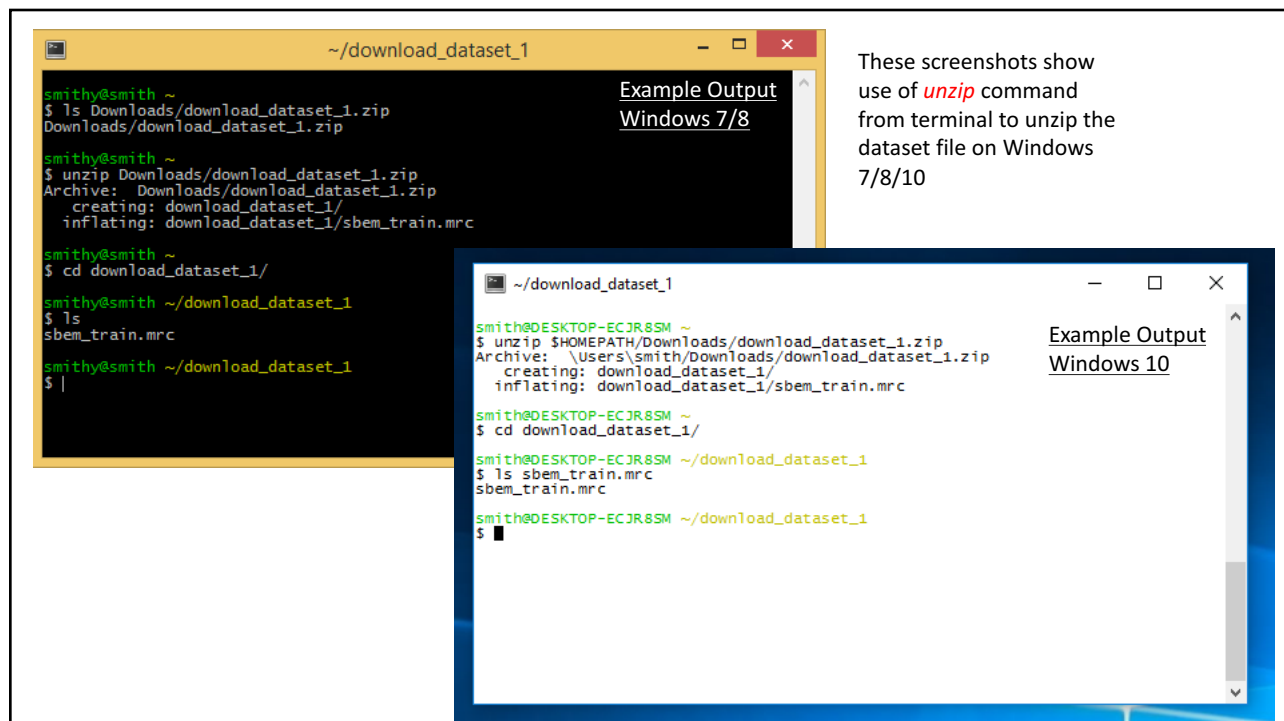 ~/download_dataset_1
smithy@smith ~
$ ls Downloads/download_dataset_1.zip
Downloads/download_dataset_1.zip
smithy@smith ~
$ unzip Downloads/download_dataset_1.zip
Archive:  Downloads/download_dataset_1.zip
   creating: download_dataset_1/
  inflating: download_dataset_1/sbem_train.mrc
smithy@smith ~
$ cd download_dataset_1/
smithy@smith ~/download_dataset_1
$ ls
sbem_train.mrc
smithy@smith ~/download_dataset_1
$
Example Output
Windows 7/8
These screenshots show
use of unzip command
from terminal to unzip the
dataset file on Windows
7/8/10
~/download_dataset_1
smith@DESKTOP-ECJR8SM ~
$ unzip $HOMEPATH/Downloads/download_dataset_1.zip
Archive:  \Users\smith/Downloads/download_dataset_1.zip
   creating: download_dataset_1/
  inflating: download_dataset_1/sbem_train.mrc
smith@DESKTOP-ECJR8SM ~
$ cd download_dataset_1/
smith@DESKTOP-ECJR8SM ~/download_dataset_1
$ ls sbem_train.mrc
sbem_train.mrc
smith@DESKTOP-ECJR8SM ~/download_dataset_1
$
Example Output
Windows 10